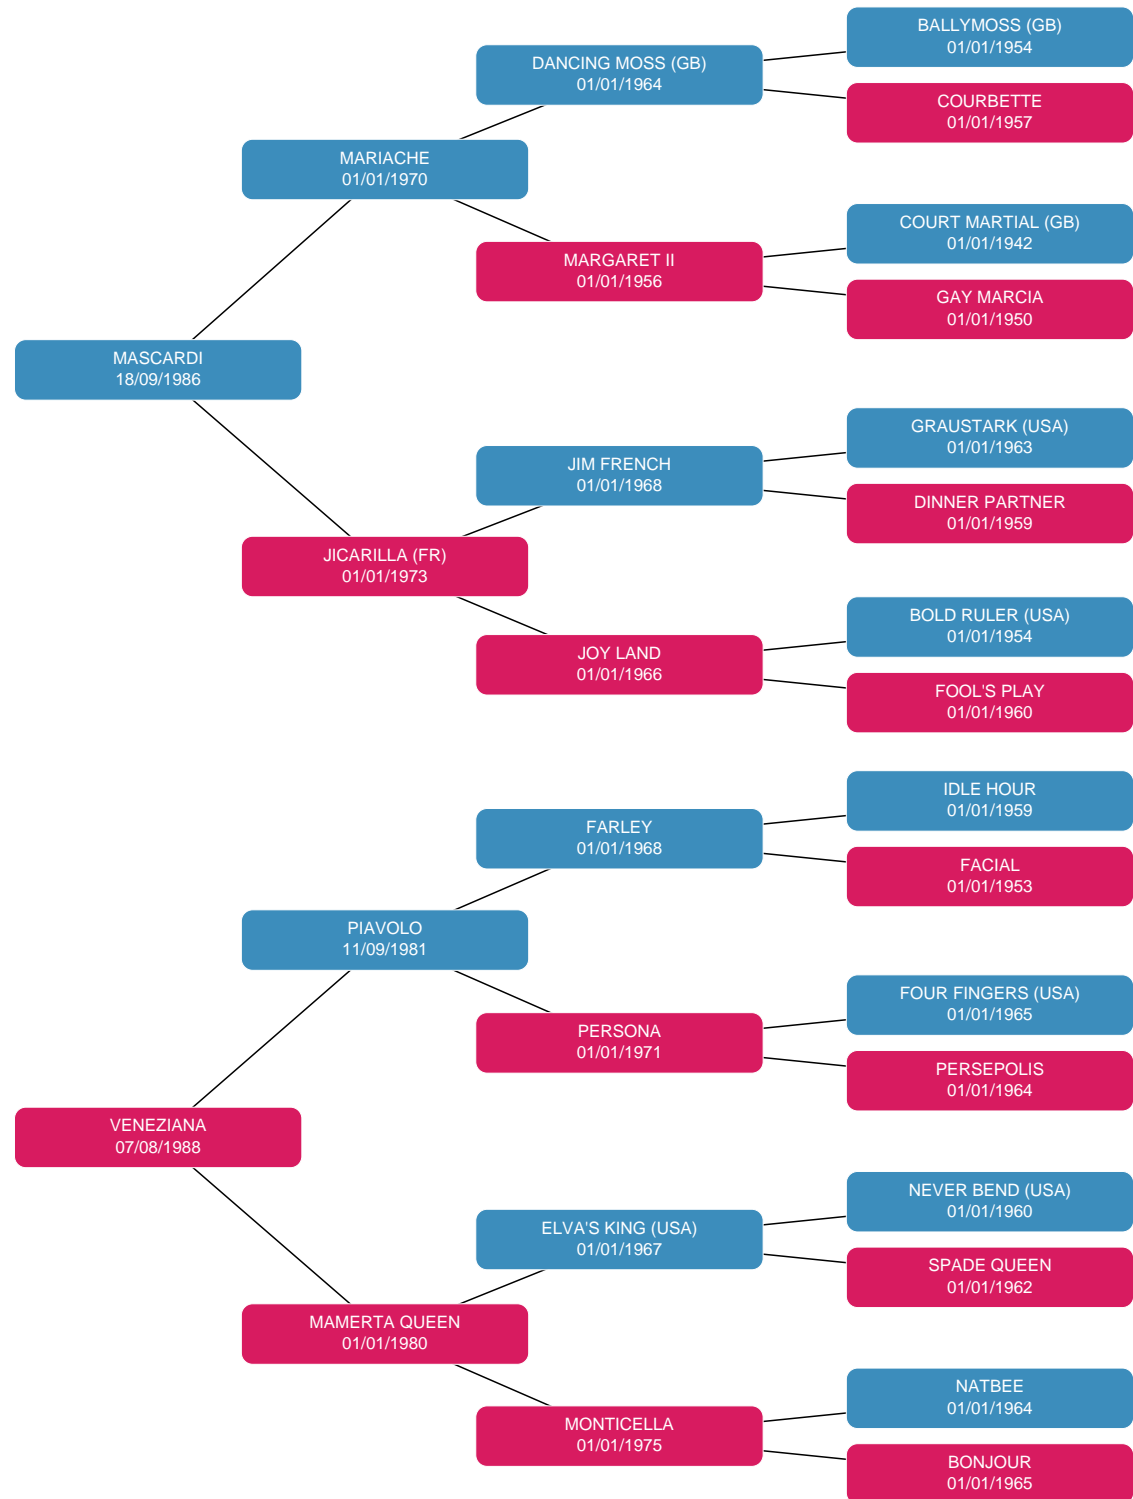 BALLYMOSS (GB)
01/01/1954
DANCING MOSS (GB)
01/01/1964
COURBETTE
01/01/1957
MARIACHE
01/01/1970
COURT MARTIAL (GB)
01/01/1942
MARGARET II
01/01/1956
GAY MARCIA
01/01/1950
MASCARDI
18/09/1986
GRAUSTARK (USA)
01/01/1963
JIM FRENCH
01/01/1968
DINNER PARTNER
01/01/1959
JICARILLA (FR)
01/01/1973
BOLD RULER (USA)
01/01/1954
JOY LAND
01/01/1966
FOOL'S PLAY
01/01/1960
IDLE HOUR
01/01/1959
FARLEY
01/01/1968
FACIAL
01/01/1953
PIAVOLO
11/09/1981
FOUR FINGERS (USA)
01/01/1965
PERSONA
01/01/1971
PERSEPOLIS
01/01/1964
VENEZIANA
07/08/1988
NEVER BEND (USA)
01/01/1960
ELVA'S KING (USA)
01/01/1967
SPADE QUEEN
01/01/1962
MAMERTA QUEEN
01/01/1980
NATBEE
01/01/1964
MONTICELLA
01/01/1975
BONJOUR
01/01/1965